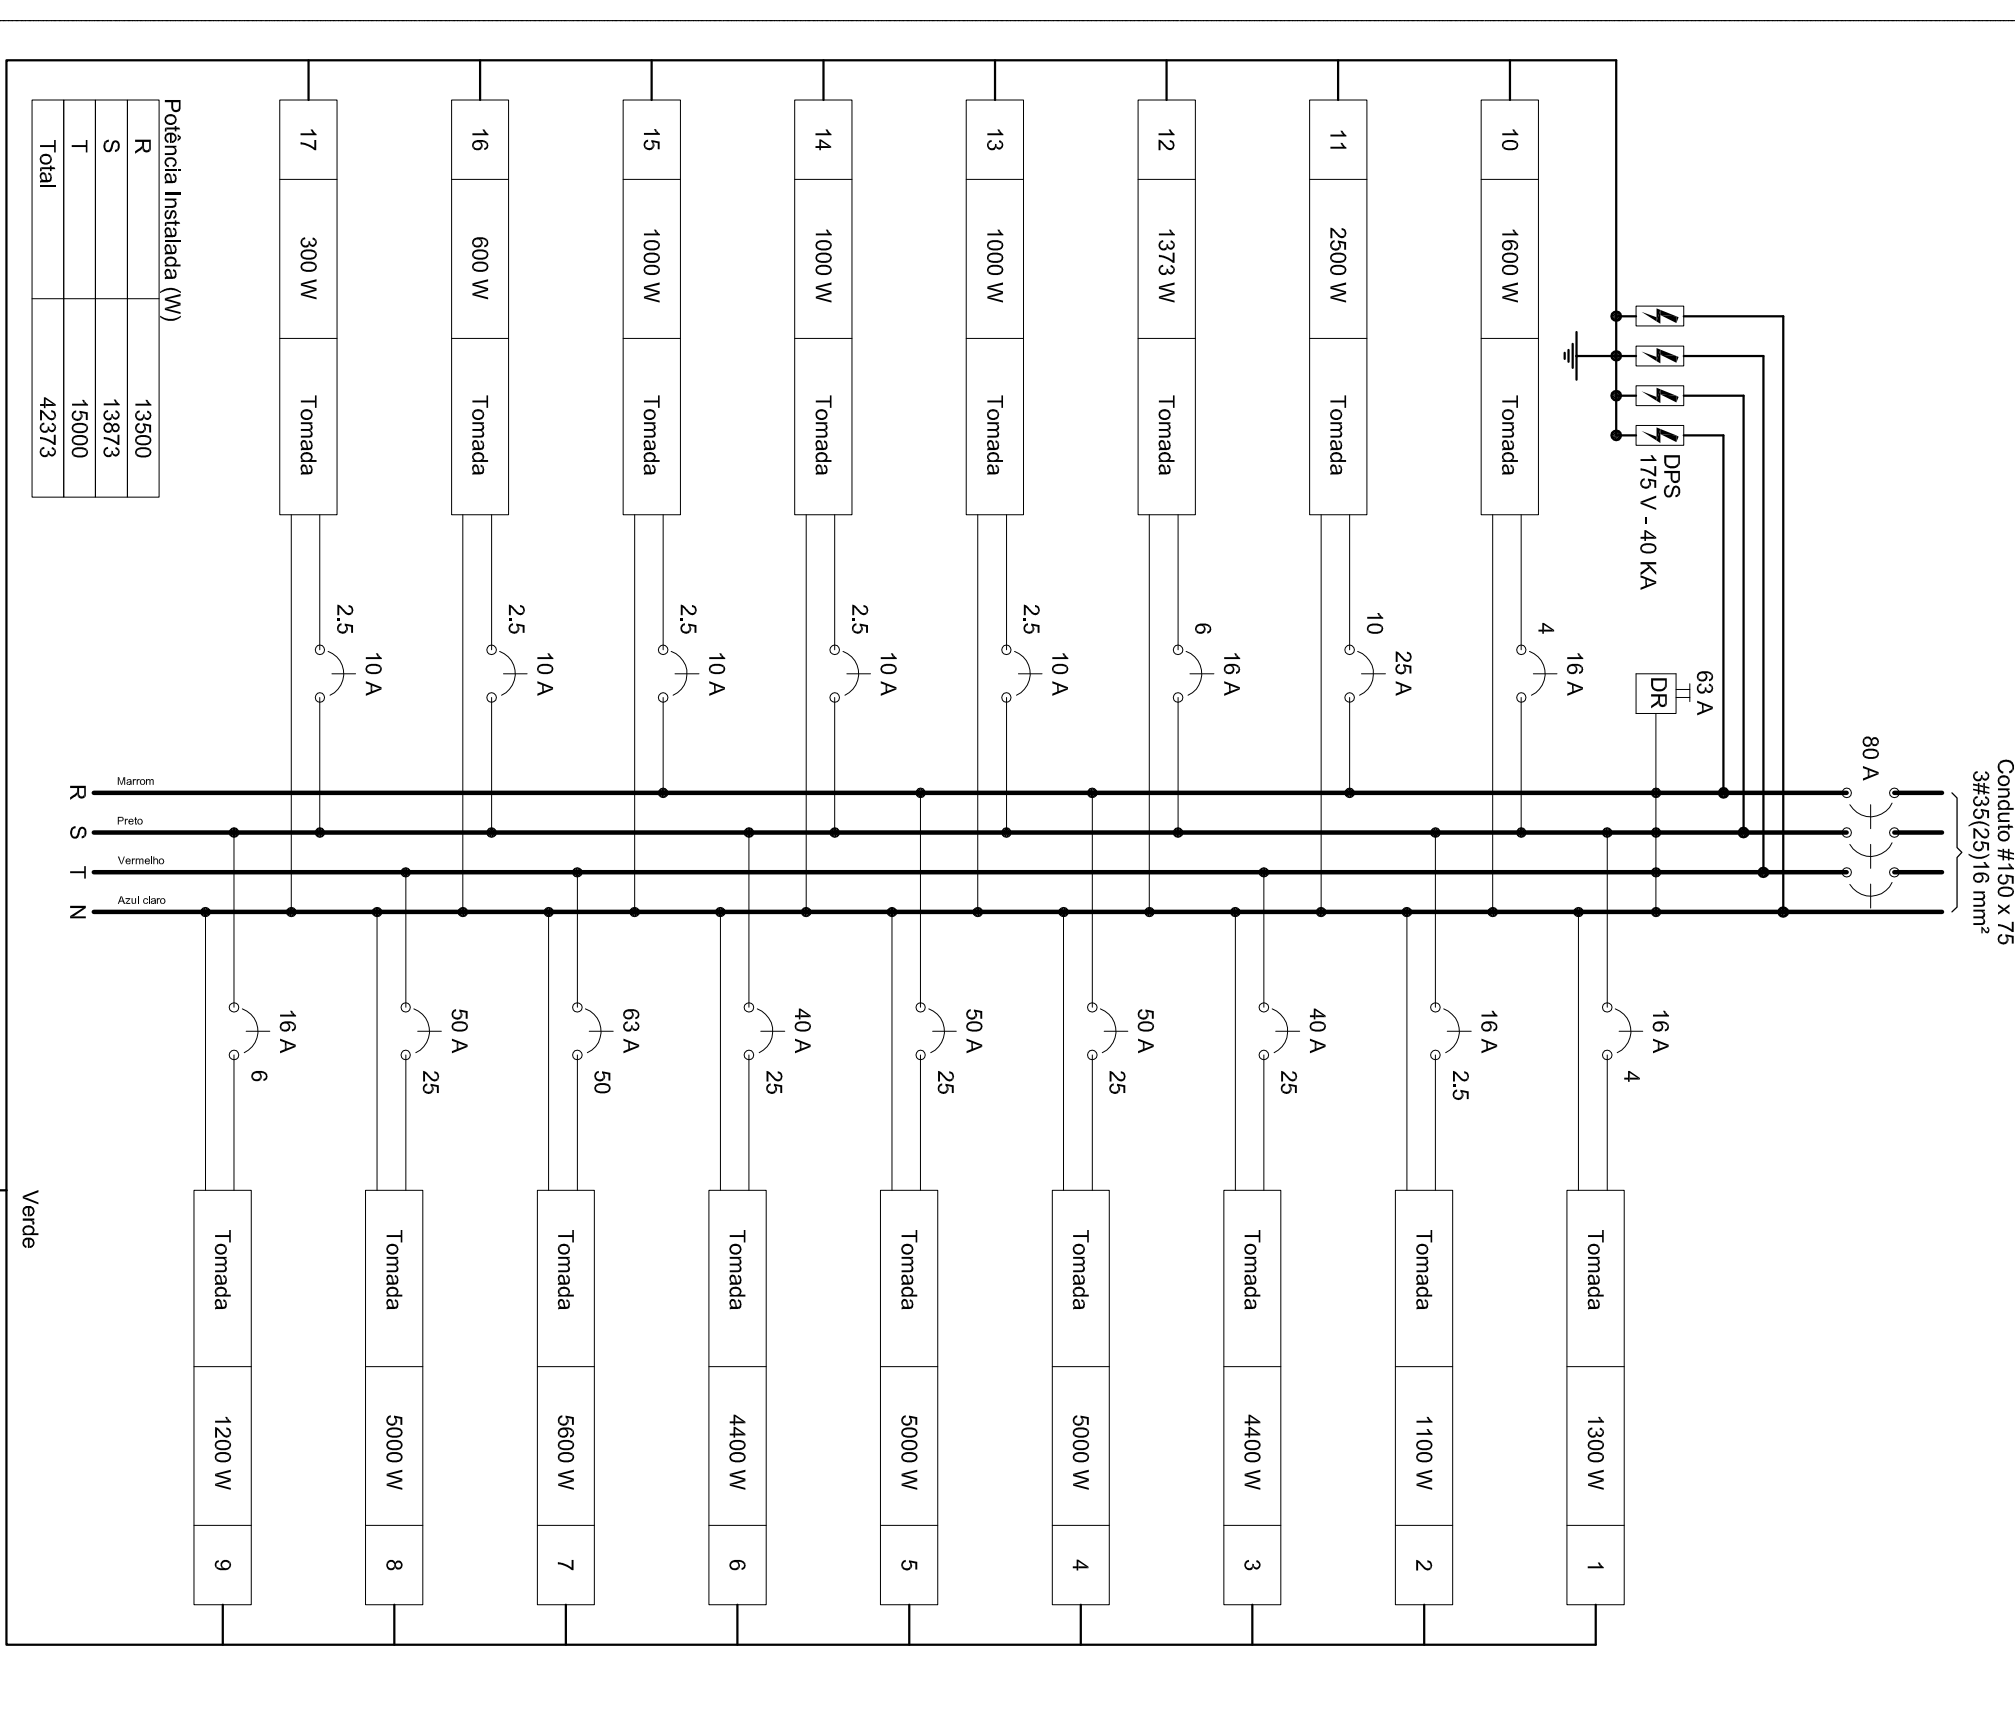 Conduto #150 x 75
3#35(25)16 mm²
80 A
63 A
DR
DPS
175 V - 40 KA
16 A
4
Tomada
1300 W
1
16 A
2.5
Tomada
1100 W
2
40 A
25
Tomada
4400 W
3
50 A
25
Tomada
5000 W
4
50 A
25
Tomada
5000 W
5
40 A
25
Tomada
4400 W
6
63 A
50
Tomada
5600 W
7
50 A
25
Tomada
5000 W
8
16 A
6
Tomada
1200 W
9
10
1600 W
Tomada
4
16 A
11
2500 W
Tomada
10
25 A
12
1373 W
Tomada
6
16 A
13
1000 W
Tomada
2.5
10 A
14
1000 W
Tomada
2.5
10 A
15
1000 W
Tomada
2.5
10 A
16
600 W
Tomada
2.5
10 A
17
300 W
Tomada
2.5
10 A
R
Marrom
S
Preto
T
Vermelho
N
Azul claro
Potência Instalada (W)
R 13500
S 13873
T 15000
Total 42373
Verde